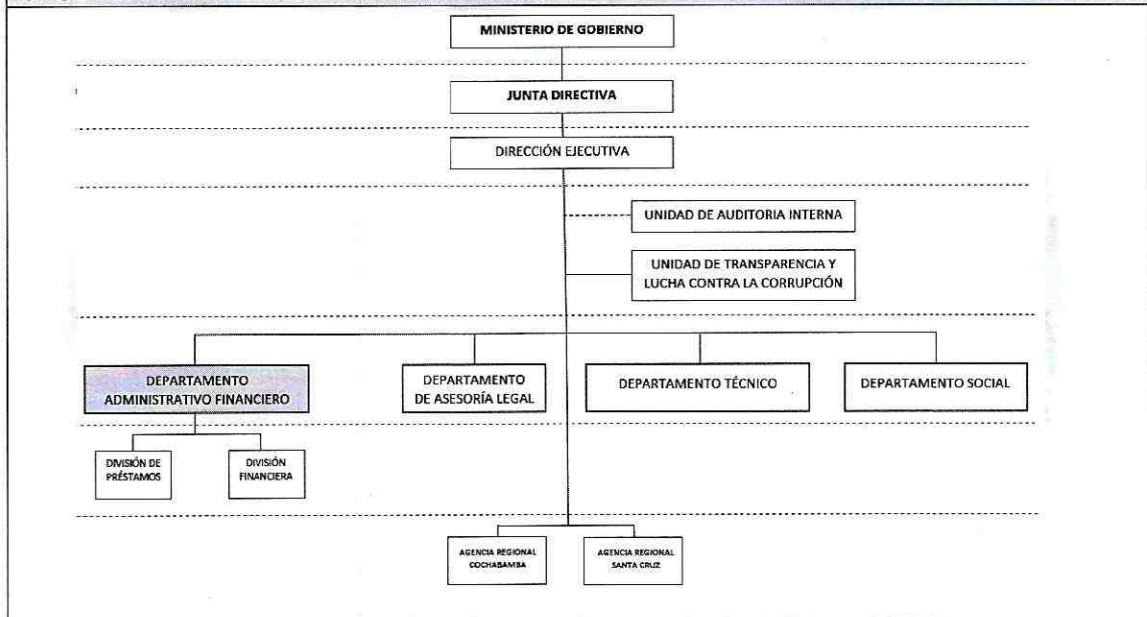 MINISTERIO DE GOBIERNO
JUNTA DIRECTIVA
DIRECCIÓN EJECUTIVA
UNIDAD DE AUDITORIA INTERNA
UNIDAD DE TRANSPARENCIA Y
LUCHA CONTRA LA CORRUPCIÓN
DEPARTAMENTO
ADMINISTRATIVO FINANCIERO
DEPARTAMENTO
DE ASESORÍA LEGAL
DEPARTAMENTO TÉCNICO
DEPARTAMENTO SOCIAL
DIVISIÓN DE
PRÉSTAMOS
DIVISIÓN
FINANCIERA
AGENCIA REGIONAL
COCHABAMBA
AGENCIA REGIONAL
SANTA CRUZ